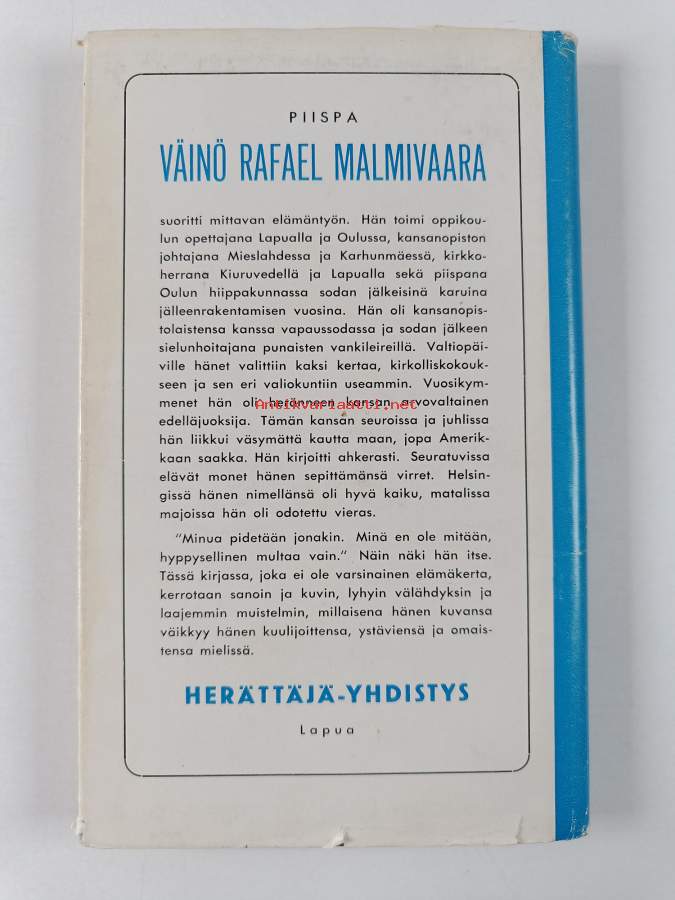 PIISPA
VÄINÖ RAFAEL MALMIVAARA
suoritti mittavan elämäntyön. Hän toimi oppikou-
lun opettajana Lapualla ja Oulussa, kansanopiston
johtajana Mieslahdessa ja Karhunmäessä, kirkko-
herrana Kiuruvedellä ja Lapualla sekä piispana
Oulun hiippakunnassa sodan jälkeisinä karuina
jälleenrakentamisen vuosina. Hän oli kansanopis-
tolaistensa kanssa vapaussodassa ja sodan jälkeen
sielunhoitajana punaisten vankileireillä. Valtiopäi-
ville hänet valittiin kaksi kertaa, kirkolliskokouk-
seen ja sen eri valiokuntiin useammin. Vuosikym-
menet hän oli heränneen kansan arvovaltainen
Antikvariaatti.net
edelläjuoksija. Tämän kansan seuroissa ja juhlissa
hän liikkui väsymättä kautta maan, jopa Amerik-
kaan saakka. Hän kirjoitti ahkerasti. Seuratuvissa
elävät monet hänen sepittämänsä virret. Helsin-
gissä hänen nimellänsä oli hyvä kaiku, matalissa
majoissa hän oli odotettu vieras.
"Minua pidetään jonakin. Minä en ole mitään,
hyppysellinen multaa vain." Näin näki hän itse.
Tässä kirjassa, joka ei ole varsinainen elämäkerta,
kerrotaan sanoin ja kuvin, lyhyin välähdyksin ja
laajemmin muistelmin, millaisena hänen kuvansa
väikkyy hänen kuulijoittensa, ystäviensä ja omais-
tensa mielissä.
HERÄTTÄJÄ-YHDISTYS
Lapua